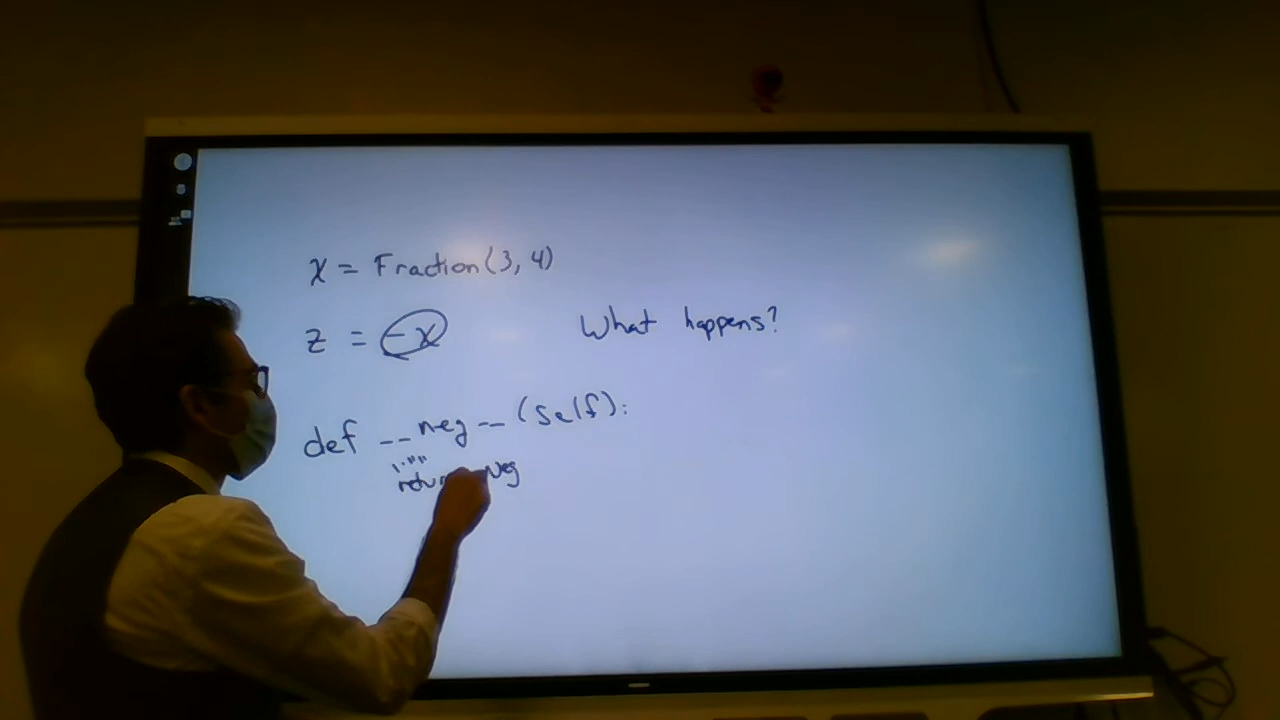 x = Fraction(3, 4)
z = -x
What happens?
def __neg__(self):
""""
return neg